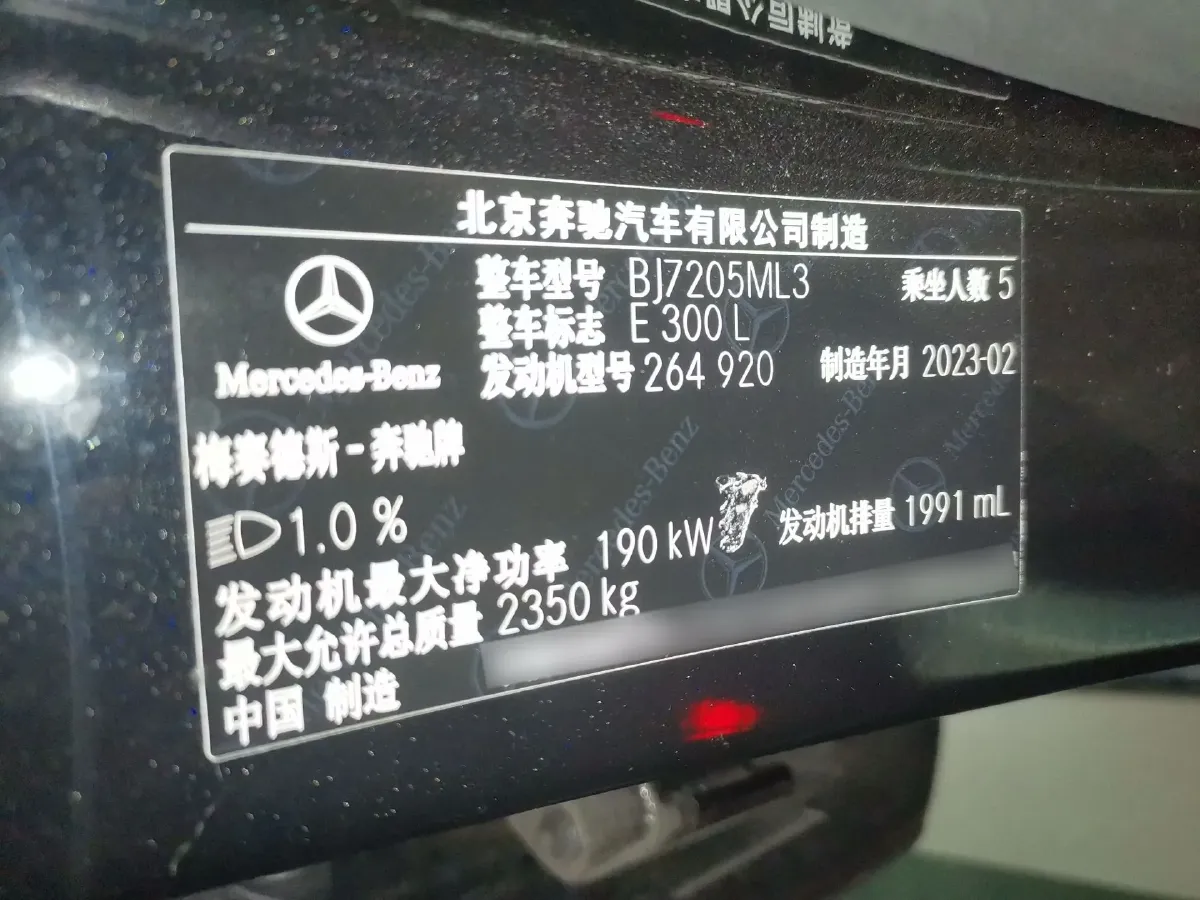 北京奔驰汽车有限公司制造
整车型号 BJ7205ML3 乘坐人数 5
整车标志 E 300 L
发动机型号 264 920 制造年月 2023-02
Mercedes-Benz
梅赛德斯-奔驰牌
1.0 %
发动机最大净功率 190 kW 发动机排量 1991 mL
最大允许总质量 2350 kg
中国 制造